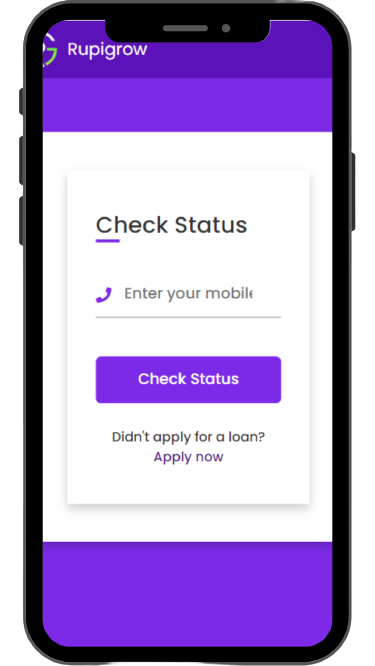 Rupigrow
Check Status
Enter your mobile
Check Status
Didn't apply for a loan?
Apply now